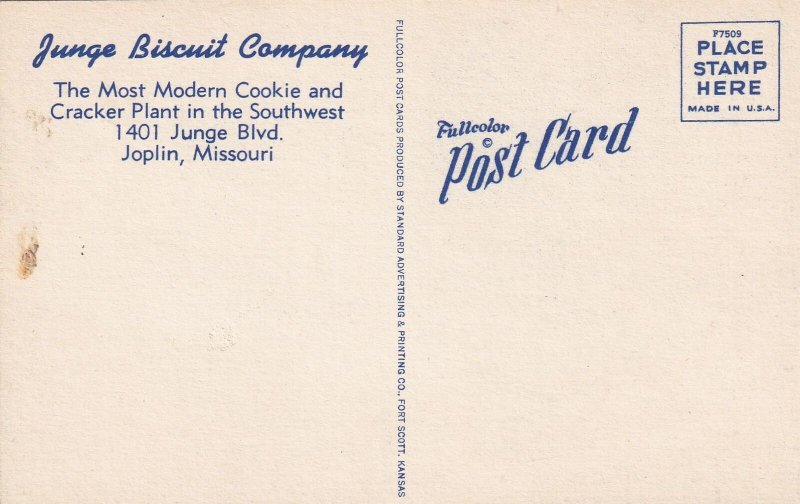 Junge Biscuit Company
The Most Modern Cookie and
Cracker Plant in the Southwest
1401 Junge Blvd.
Joplin, Missouri
FULLCOLOR POST CARDS PRODUCED BY STANDARD ADVERTISING & PRINTING CO., FORT SCOTT, KANSAS
Fullcolor
©
Post Card
F7509
PLACE
STAMP
HERE
MADE IN U.S.A.